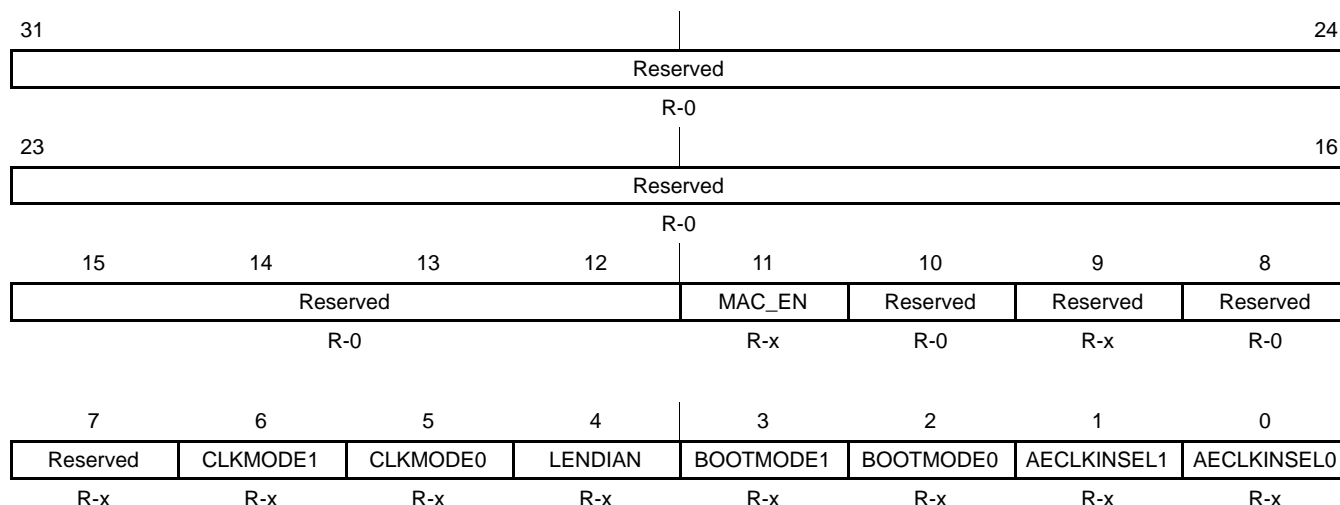 31 24
Reserved
R-0
23 16
Reserved
R-0
15 14 13 12 11 10 9 8
Reserved MAC_EN Reserved Reserved Reserved
R-0 R-x R-0 R-x R-0
7 6 5 4 3 2 1 0
Reserved CLKMODE1 CLKMODE0 LENDIAN BOOTMODE1 BOOTMODE0 AECLKINSEL1 AECLKINSEL0
R-x R-x R-x R-x R-x R-x R-x R-x